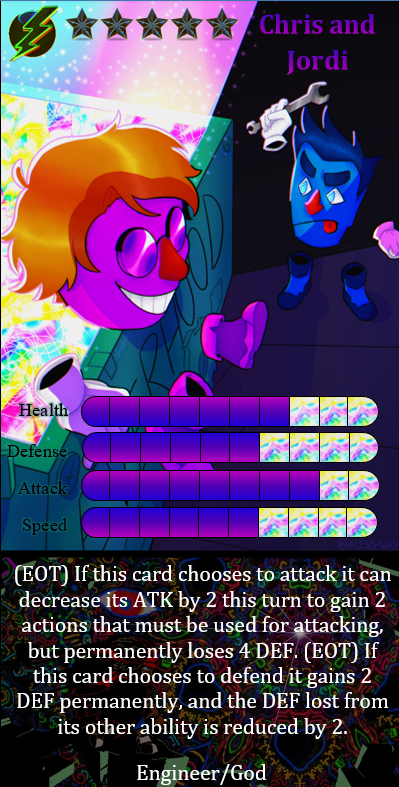 Chris and
Jordi
Health
Defense
Attack
Speed
(EOT) If this card chooses to attack it can
decrease its ATK by 2 this turn to gain 2
actions that must be used for attacking,
but permanently loses 4 DEF. (EOT) If
this card chooses to defend it gains 2
DEF permanently, and the DEF lost from
its other ability is reduced by 2.
Engineer/God